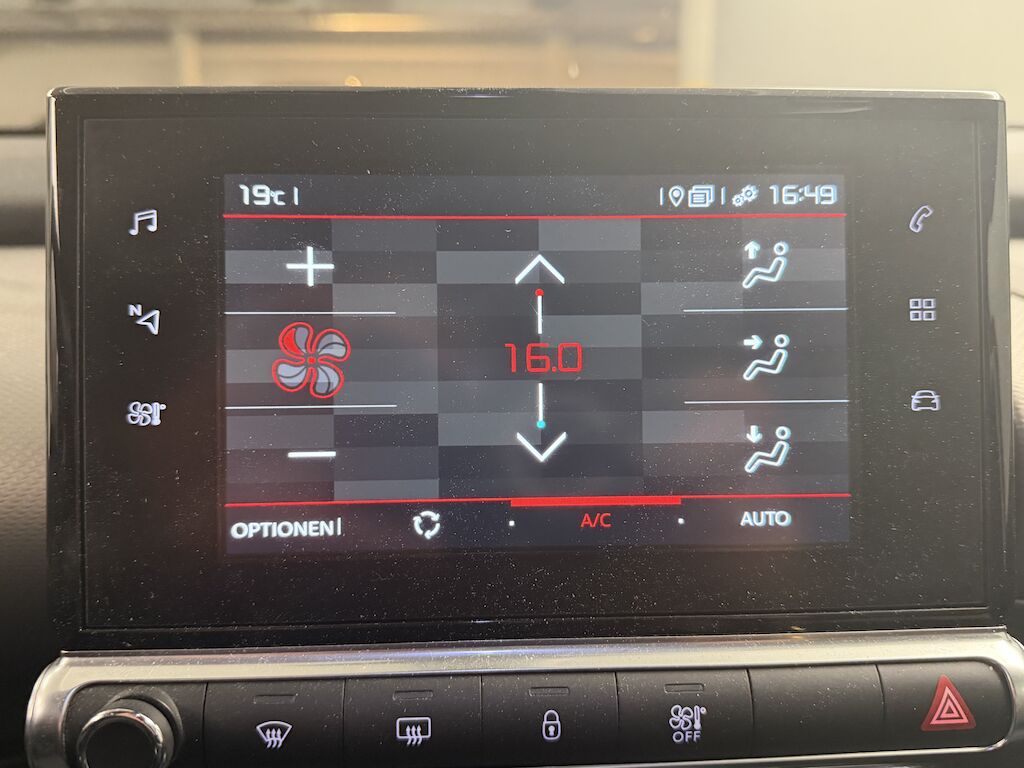 19°C
16:49
N
16.0
OPTIONEN
A/C
AUTO
OFF